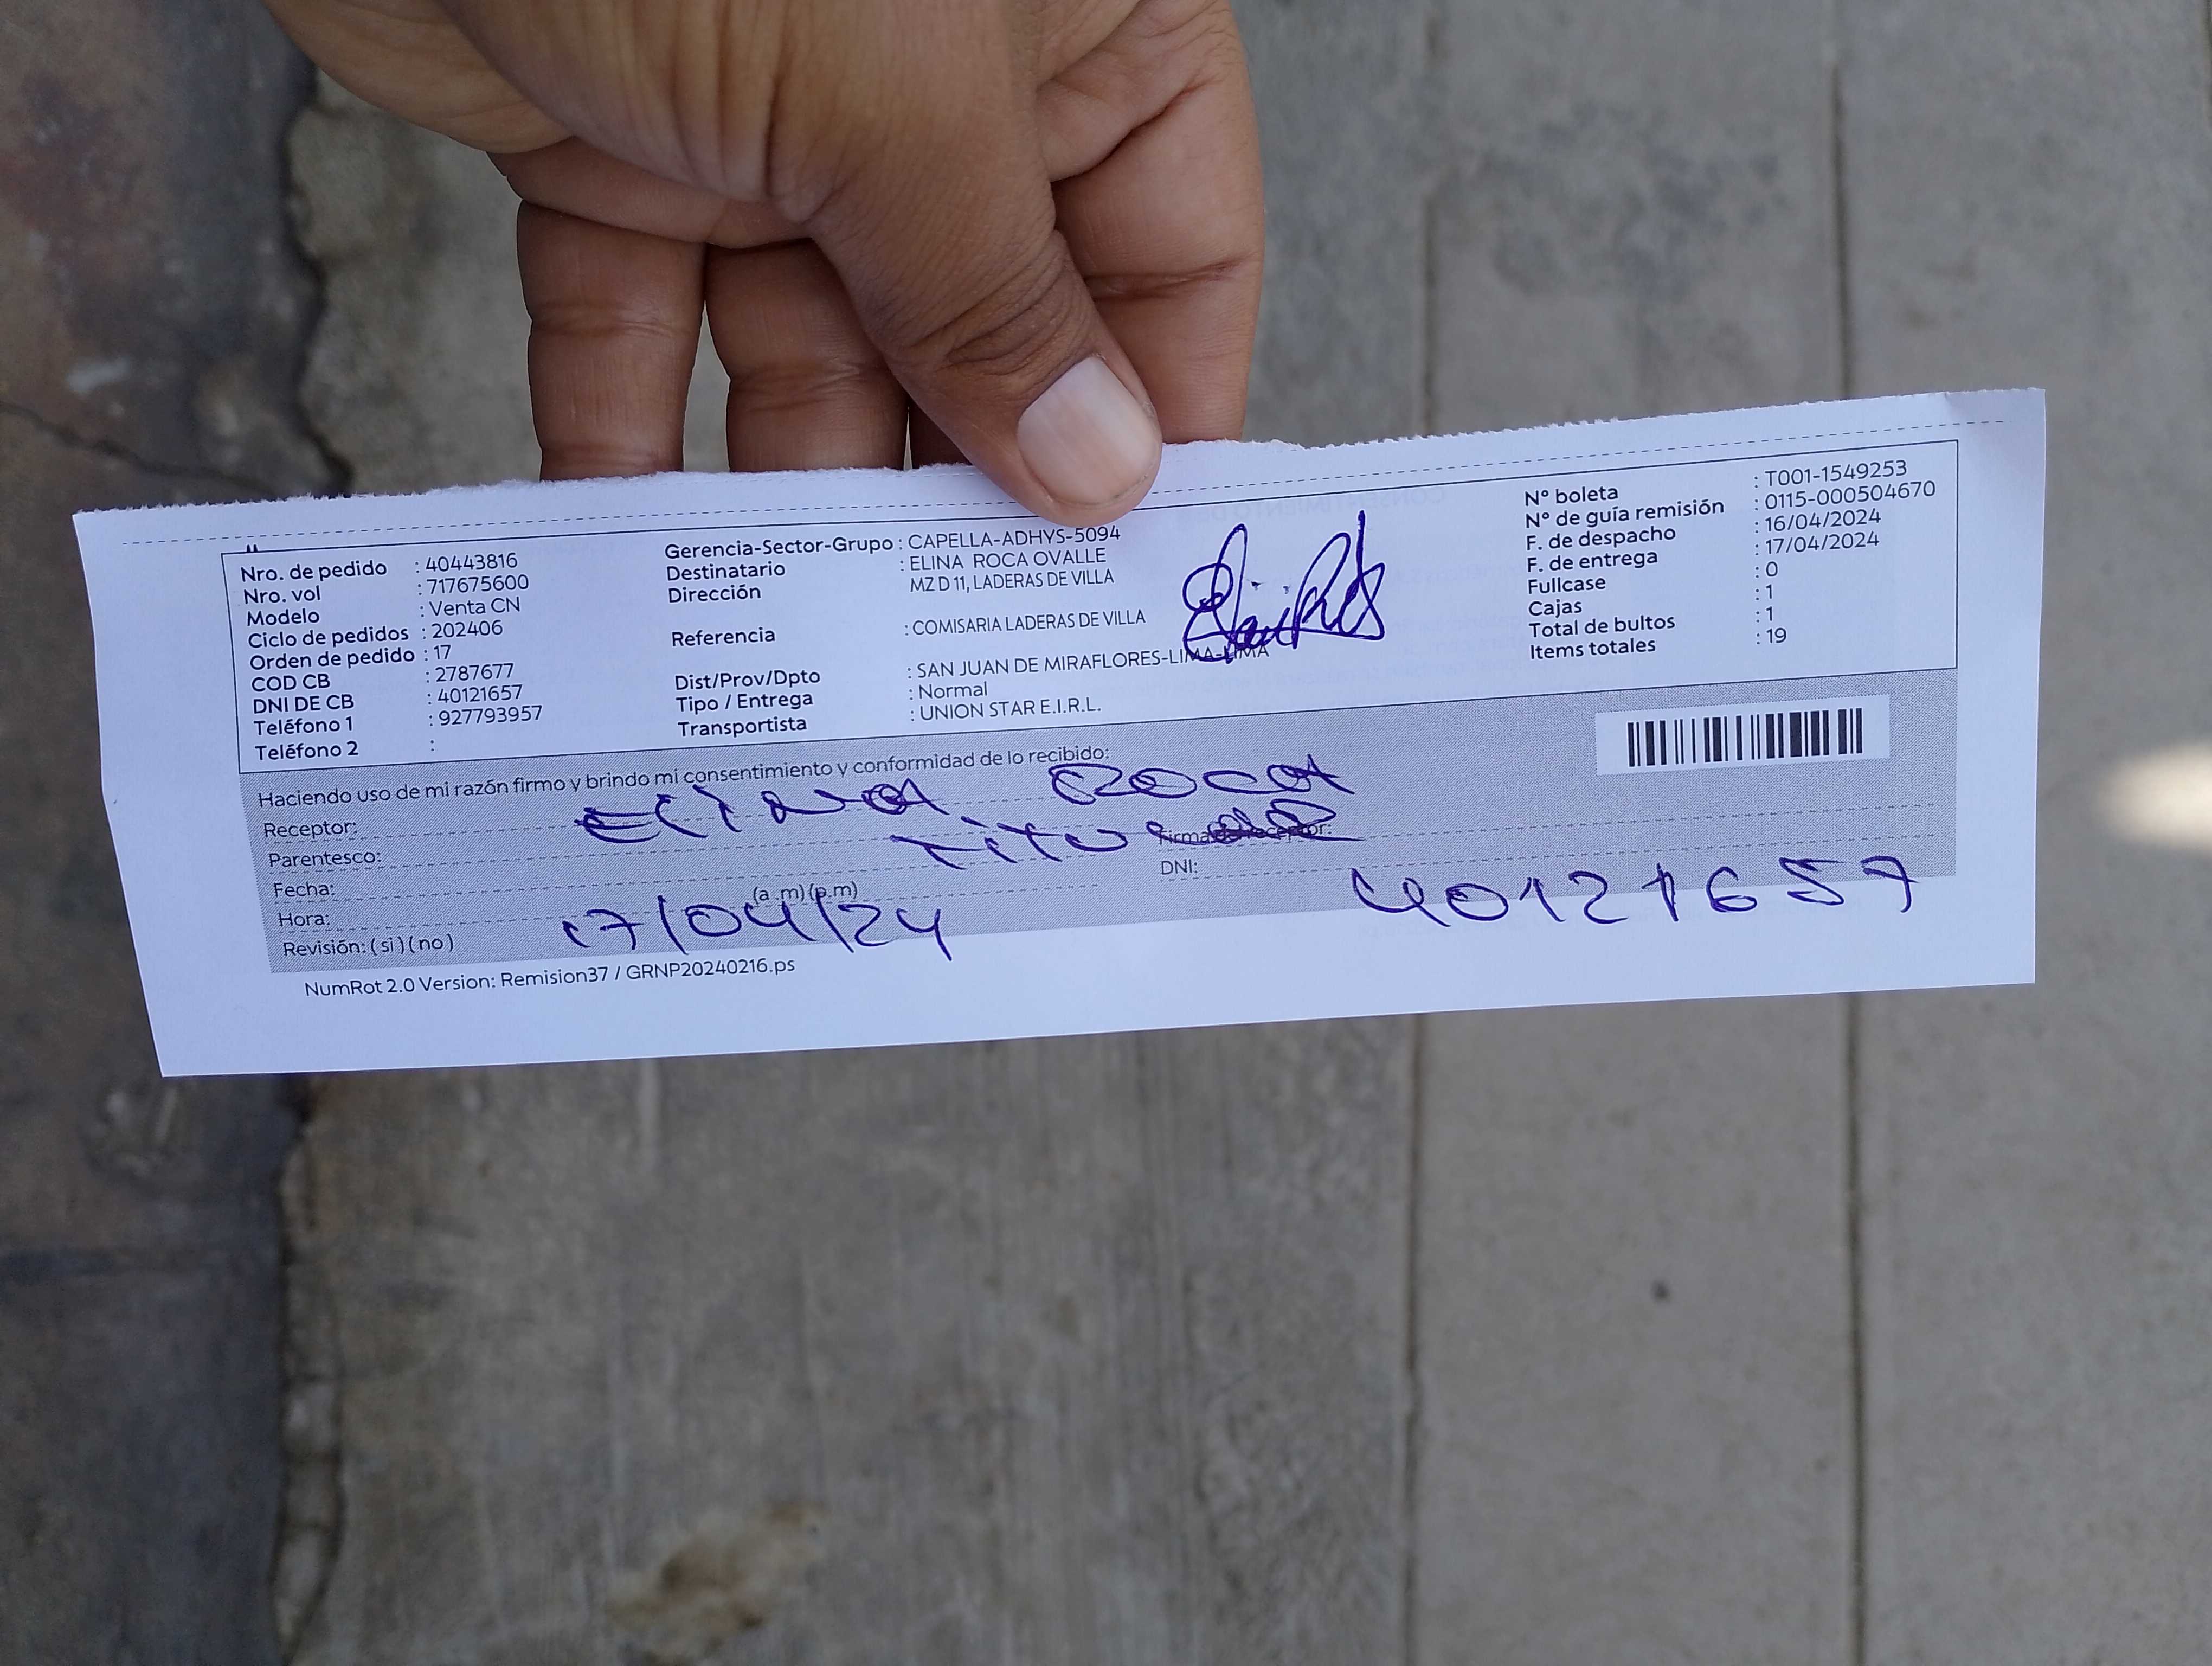 Nro. de pedido : 40443816
Nro. vol : 717675600
Modelo : Venta CN
Ciclo de pedidos : 202406
Orden de pedido : 17
COD CB : 2787677
DNI DE CB : 40121657
Teléfono 1 : 927793957
Teléfono 2 :
Gerencia-Sector-Grupo : CAPELLA-ADHYS-5094
Destinatario : ELINA ROCA OVALLE
Dirección MZ D 11, LADERAS DE VILLA
Referencia : COMISARIA LADERAS DE VILLA
Dist/Prov/Dpto : SAN JUAN DE MIRAFLORES-LIMA-LIMA
Tipo / Entrega : Normal
Transportista : UNION STAR E.I.R.L.
N° boleta : T001-1549253
N° de guía remisión : 0115-000504670
F. de despacho : 16/04/2024
F. de entrega : 17/04/2024
Fullcase : 0
Cajas : 1
Total de bultos : 1
Items totales : 19
Haciendo uso de mi razón firmo y brindo mi consentimiento y conformidad de lo recibido:
Receptor: Elina Roca
Parentesco: Titular
Firma de receptor:
Fecha: 17/04/24
DNI: 40121657
Hora: (a.m) (p.m)
Revisión: ( si ) ( no )
NumRot 2.0 Version: Remision37 / GRNP20240216.ps